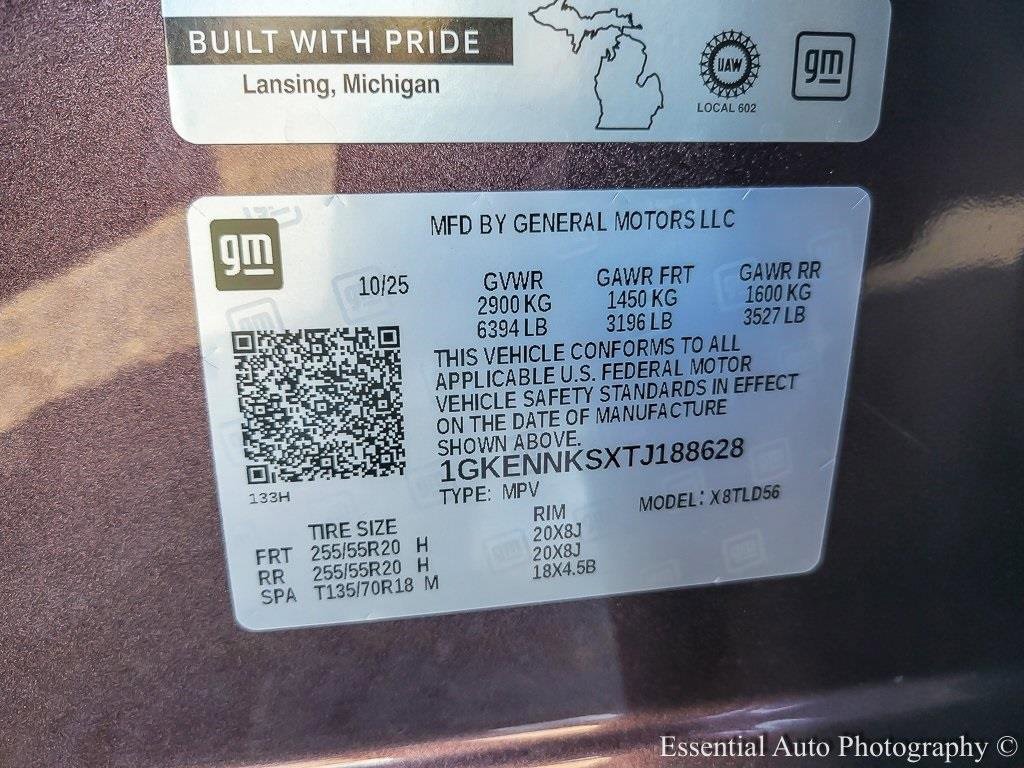 BUILT WITH PRIDE
Lansing, Michigan
UAW
LOCAL 602
gm
gm
MFD BY GENERAL MOTORS LLC
10/25 GVWR GAWR FRT GAWR RR
2900 KG 1450 KG 1600 KG
6394 LB 3196 LB 3527 LB
THIS VEHICLE CONFORMS TO ALL
APPLICABLE U.S. FEDERAL MOTOR
VEHICLE SAFETY STANDARDS IN EFFECT
ON THE DATE OF MANUFACTURE
SHOWN ABOVE.
1GKENNKSXTJ188628
133H
TYPE: MPV MODEL: X8TLD56
TIRE SIZE RIM
FRT 255/55R20 H 20X8J
RR 255/55R20 H 20X8J
SPA T135/70R18 M 18X4.5B
Essential Auto Photography ©